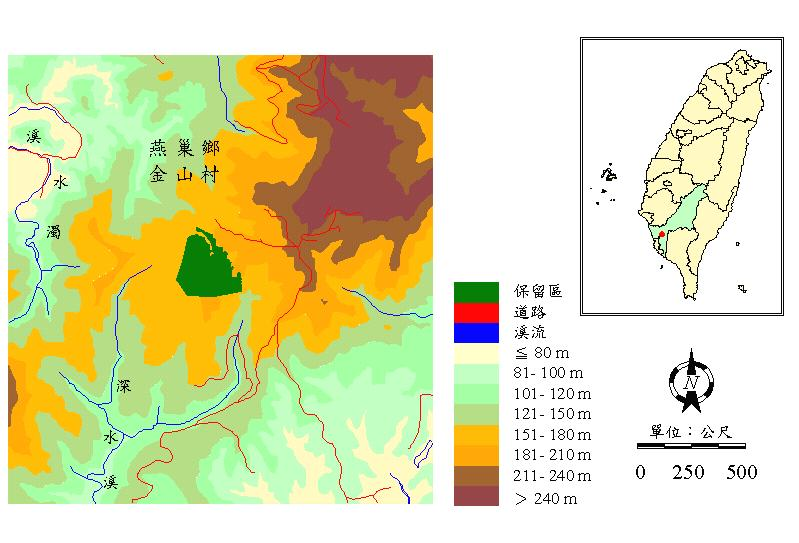 燕巢鄉
金山村
溪
水
濁
深
水
溪
保留區
道路
溪流
≦ 80 m
81- 100 m
101- 120 m
121- 150 m
151- 180 m
181- 210 m
211- 240 m
> 240 m
N
單位：公尺
0 250 500